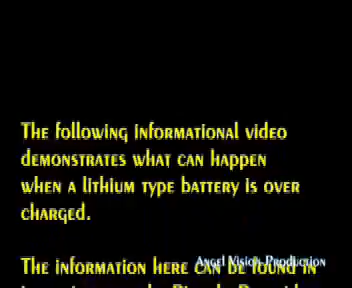 The following informational video
demonstrates what can happen
when a lithium type battery is over
charged.
The information here can be found in
Angel Vision Production